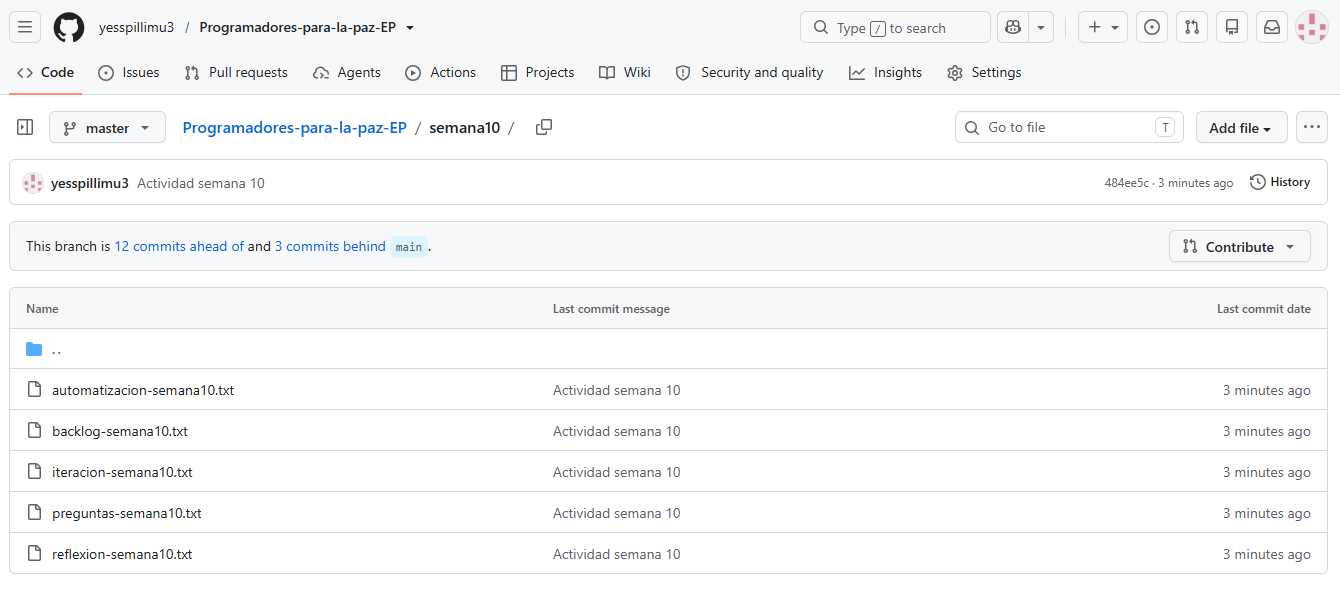 yesspillimu3 / Programadores-para-la-paz-EP
Type / to search
Code Issues Pull requests Agents Actions Projects Wiki Security and quality Insights Settings
master Programadores-para-la-paz-EP / semana10 / Go to file T Add file
yesspillimu3 Actividad semana 10 484ee5c · 3 minutes ago History
This branch is 12 commits ahead of and 3 commits behind main . Contribute
Name Last commit message Last commit date
..
automatizacion-semana10.txt Actividad semana 10 3 minutes ago
backlog-semana10.txt Actividad semana 10 3 minutes ago
iteracion-semana10.txt Actividad semana 10 3 minutes ago
preguntas-semana10.txt Actividad semana 10 3 minutes ago
reflexion-semana10.txt Actividad semana 10 3 minutes ago